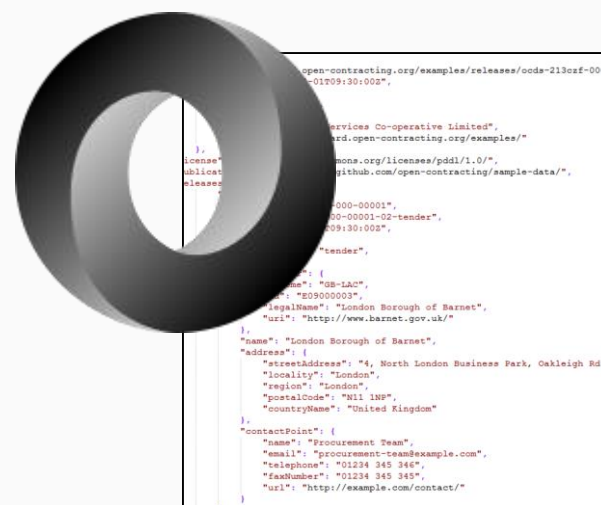 open-contracting.org/examples/releases/ocds-213czf-00
-01T09:30:00Z",
ervices Co-operative Limited",
ard.open-contracting.org/examples/"
},
icense"
mons.org/licenses/pddl/1.0/",
ublicat
github.com/open-contracting/sample-data/",
eleases
-000-00001",
00-00001-02-tender",
T09:30:00Z",
"tender",
": {
me": "GB-LAC",
": "E09000003",
"legalName": "London Borough of Barnet",
"uri": "http://www.barnet.gov.uk/"
},
"name": "London Borough of Barnet",
"address": {
"streetAddress": "4, North London Business Park, Oakleigh Rd
"locality": "London",
"region": "London",
"postalCode": "N11 1NP",
"countryName": "United Kingdom"
},
"contactPoint": {
"name": "Procurement Team",
"email": "procurement-team@example.com",
"telephone": "01234 345 346",
"faxNumber": "01234 345 345",
"url": "http://example.com/contact/"
}